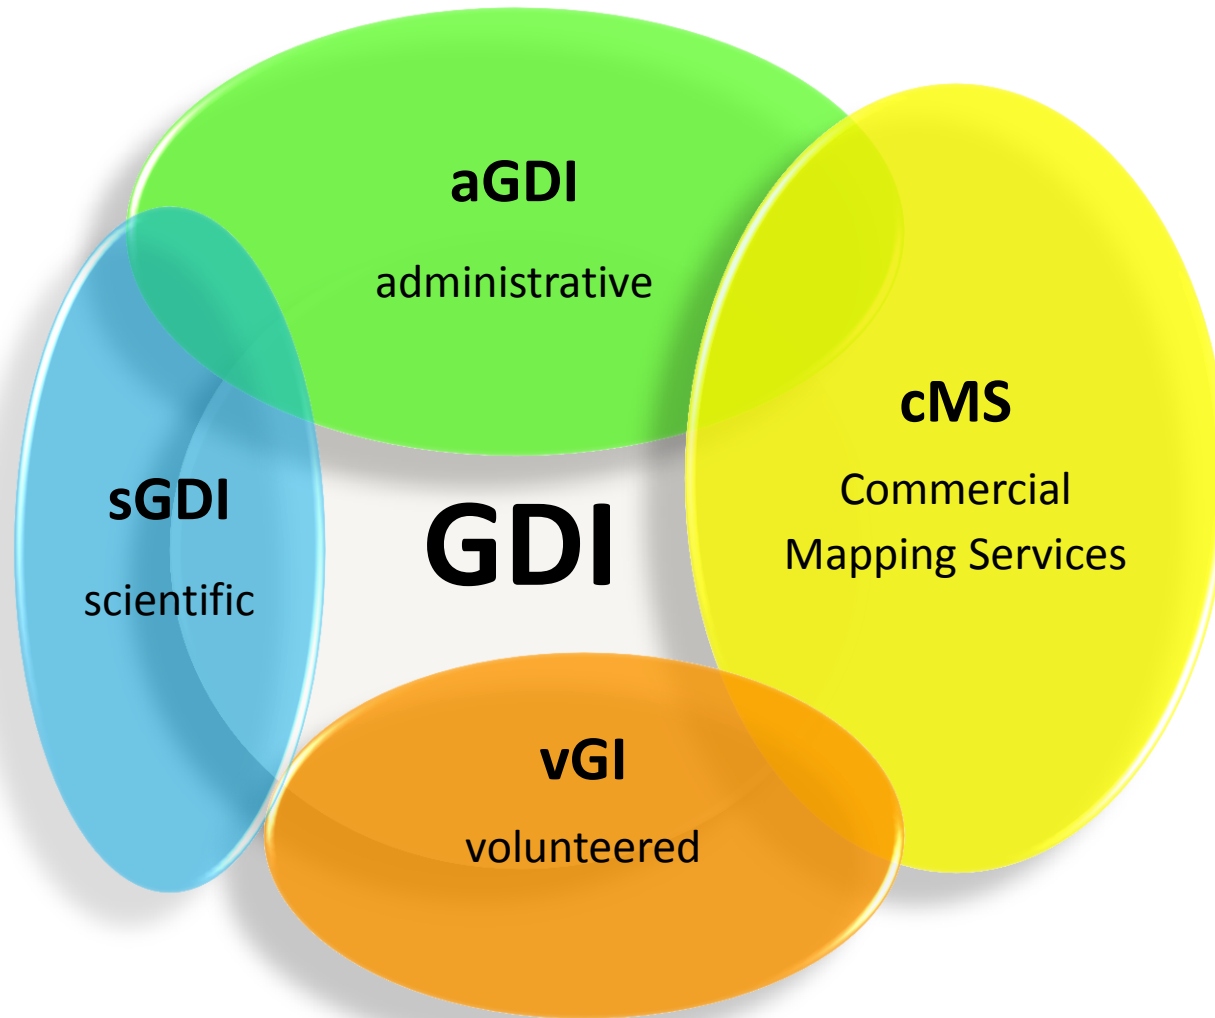 aGDI
administrative
cMS
Commercial
Mapping Services
sGDI
scientific
GDI
vGI
volunteered